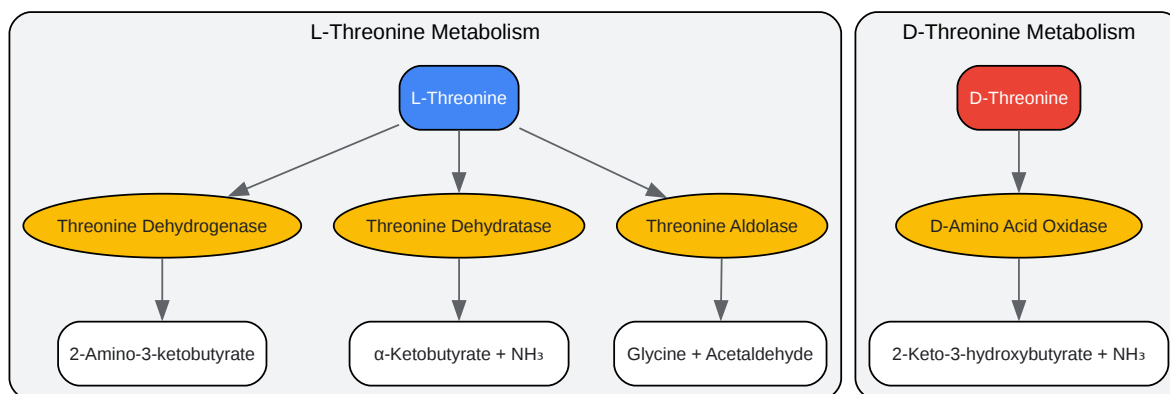 L-Threonine Metabolism
D-Threonine Metabolism
L-Threonine
D-Threonine
Threonine Dehydrogenase
Threonine Dehydratase
Threonine Aldolase
D-Amino Acid Oxidase
2-Amino-3-ketobutyrate
α-Ketobutyrate + NH₃
Glycine + Acetaldehyde
2-Keto-3-hydroxybutyrate + NH₃